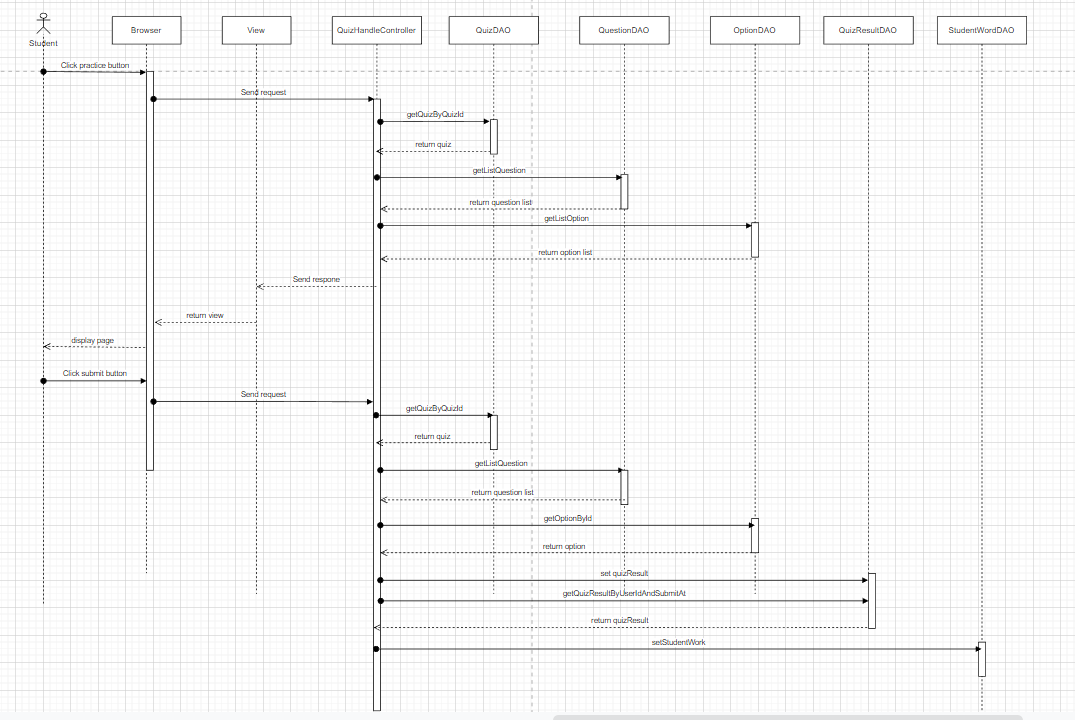 Student
Browser
View
QuizHandleController
QuizDAO
QuestionDAO
OptionDAO
QuizResultDAO
StudentWordDAO
Click practice button
Send request
getQuizByQuizId
return quiz
getListQuestion
return question list
getListOption
return option list
Send respone
return view
display page
Click submit button
Send request
getQuizByQuizId
return quiz
getListQuestion
return question list
getOptionById
return option
set quizResult
getQuizResultByUserIdAndSubmitAt
return quizResult
setStudentWork